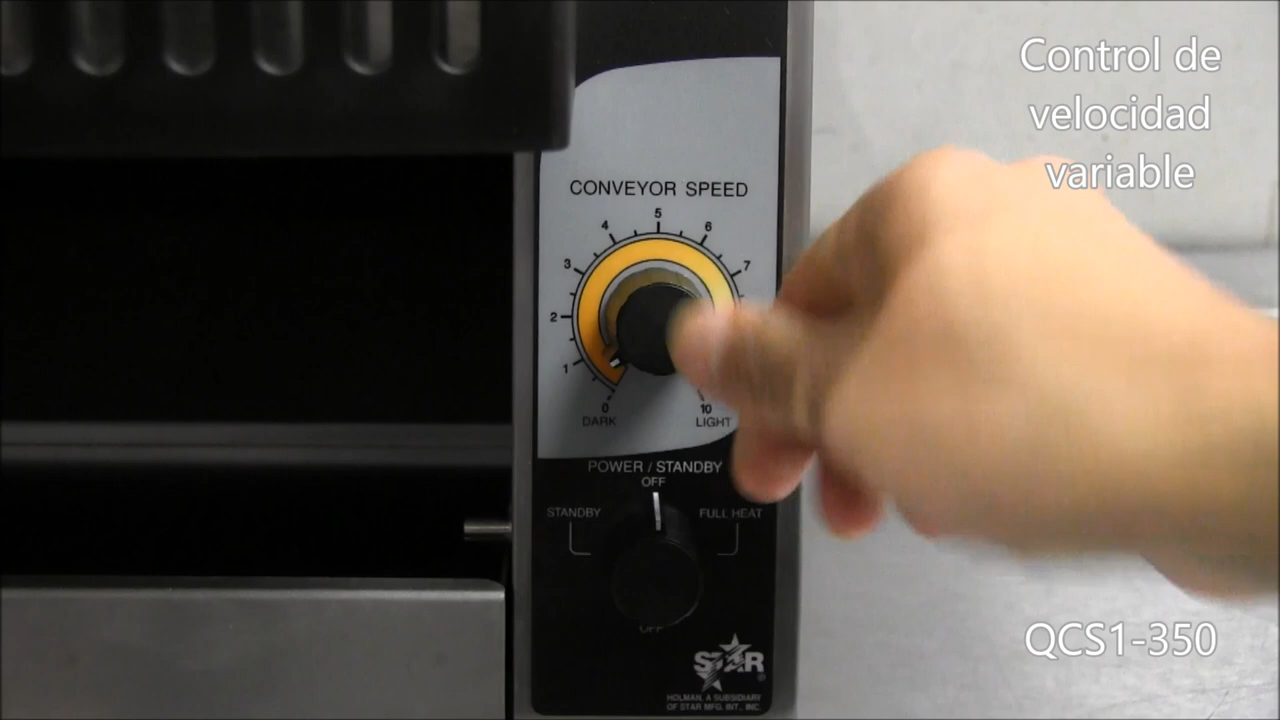 Control de
velocidad
variable
CONVEYOR SPEED
5
4
6
3
7
2
1
0
10
DARK
LIGHT
POWER / STANDBY
OFF
STANDBY
FULL HEAT
OFF
STAR
HOLMAN, A SUBSIDIARY
OF STAR MFG. INT., INC.
QCS1-350